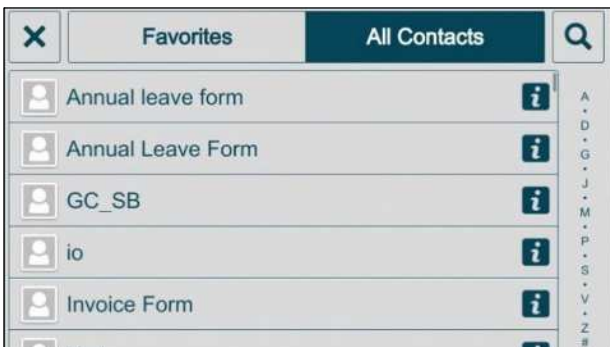 Favorites All Contacts
Annual leave form
Annual Leave Form
GC_SB
io
Invoice Form
A
D
G
J
M
P
S
V
Z
#